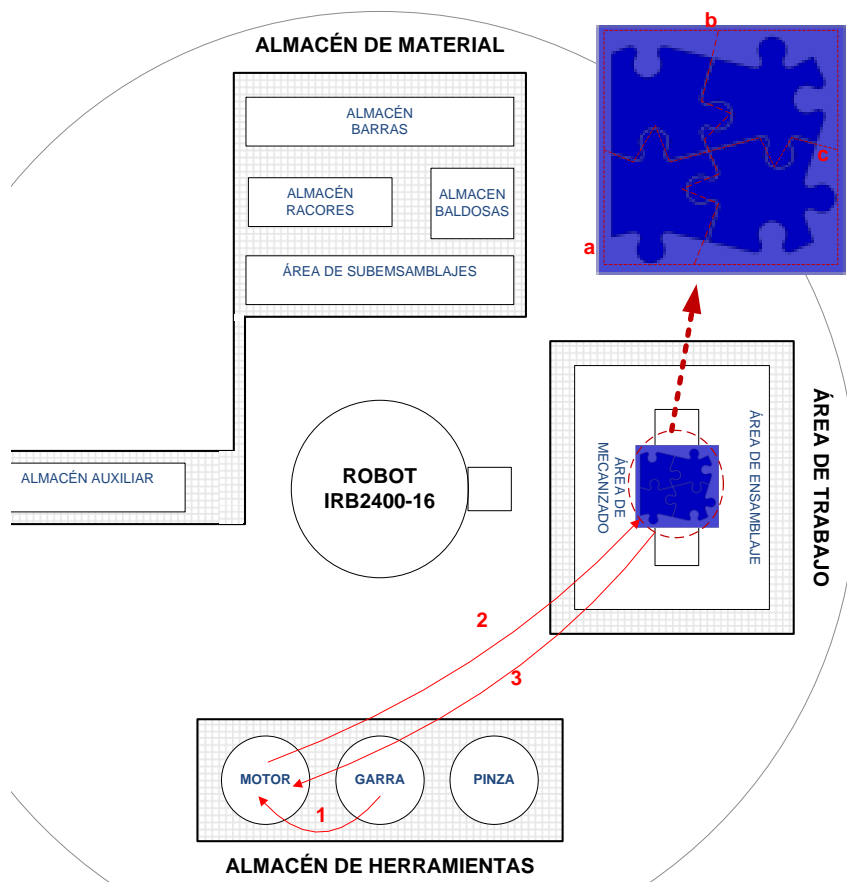 ALMACÉN DE MATERIAL
b
ALMACÉN
BARRAS
c
ALMACÉN
RACORES
ALMACEN
BALDOSAS
a
ÁREA DE SUBEMSAMBLAJES
ÁREA DE TRABAJO
ÁREA DE ENSAMBLAJE
ÁREA DE
MECANIZADO
ALMACÉN AUXILIAR
ROBOT
IRB2400-16
2
3
MOTOR
GARRA
PINZA
1
ALMACÉN DE HERRAMIENTAS